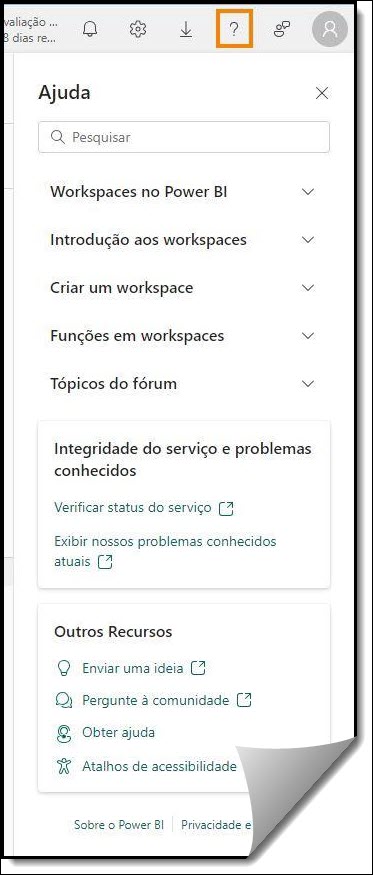 avaliação ...
8 dias re...
?
Ajuda
Pesquisar
Workspaces no Power BI
Introdução aos workspaces
Criar um workspace
Funções em workspaces
Tópicos do fórum
Integridade do serviço e problemas
conhecidos
Verificar status do serviço
Exibir nossos problemas conhecidos
atuais
Outros Recursos
Enviar uma ideia
Pergunte à comunidade
Obter ajuda
Atalhos de acessibilidade
Sobre o Power BI
Privacidade e